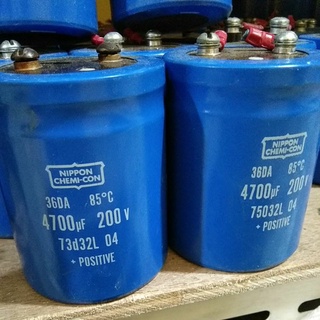 NIPPON
CHEMI-CON
36DA 85°C
4700µF 200V
73d32L 04
+ POSITIVE
NIPPON
CHEMI-CON
36DA 85°C
4700µF 200V
75032L 04
+ POSITIVE